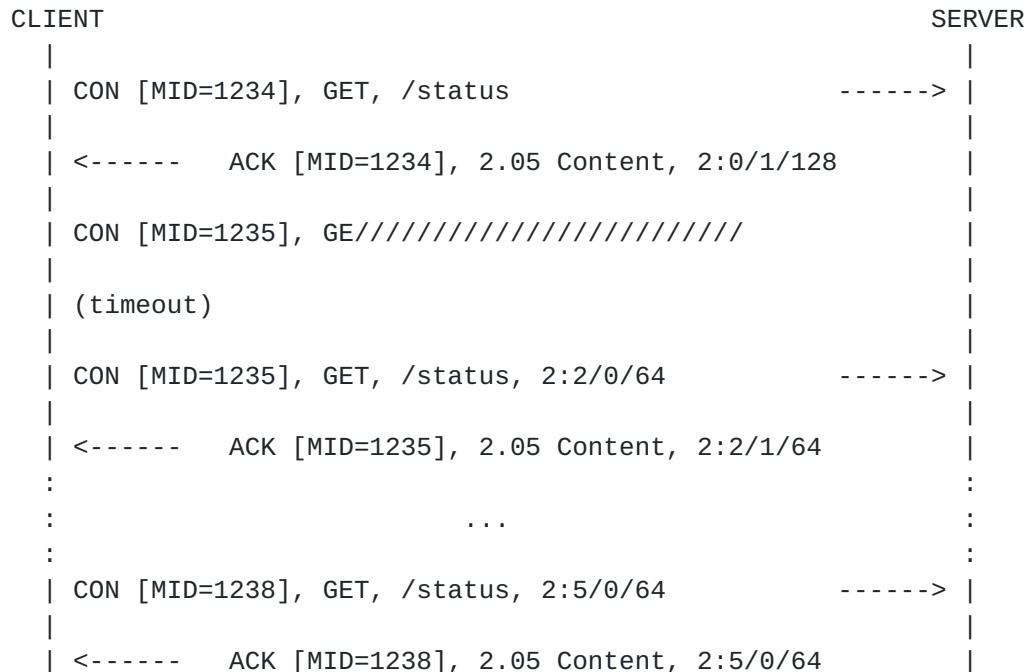 CLIENT                                                     SERVER
  |                                                          |
  | CON [MID=1234], GET, /status                     ------> |
  |                                                          |
  | <------   ACK [MID=1234], 2.05 Content, 2:0/1/128        |
  |                                                          |
  | CON [MID=1235], GE/////////////////////////              |
  |                                                          |
  | (timeout)                                                |
  |                                                          |
  | CON [MID=1235], GET, /status, 2:2/0/64           ------> |
  |                                                          |
  | <------   ACK [MID=1235], 2.05 Content, 2:2/1/64         |
  :                                                          :
  :                          ...                             :
  :                                                          :
  | CON [MID=1238], GET, /status, 2:5/0/64           ------> |
  |                                                          |
  | <------   ACK [MID=1238], 2.05 Content, 2:5/0/64         |